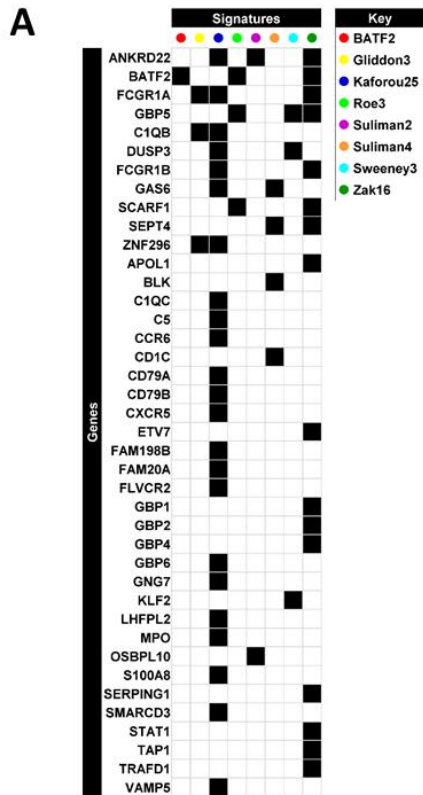 A
Signatures
Key
BATF2
Gliddon3
Kaforou25
Roe3
Suliman2
Suliman4
Sweeney3
Zak16
Genes
ANKRD22
BATF2
FCGR1A
GBP5
C1QB
DUSP3
FCGR1B
GAS6
SCARF1
SEPT4
ZNF296
APOL1
BLK
C1QC
C5
CCR6
CD1C
CD79A
CD79B
CXCR5
ETV7
FAM198B
FAM20A
FLVCR2
GBP1
GBP2
GBP4
GBP6
GNG7
KLF2
LHFPL2
MPO
OSBPL10
S100A8
SERPING1
SMARCD3
STAT1
TAP1
TRAFD1
VAMP5